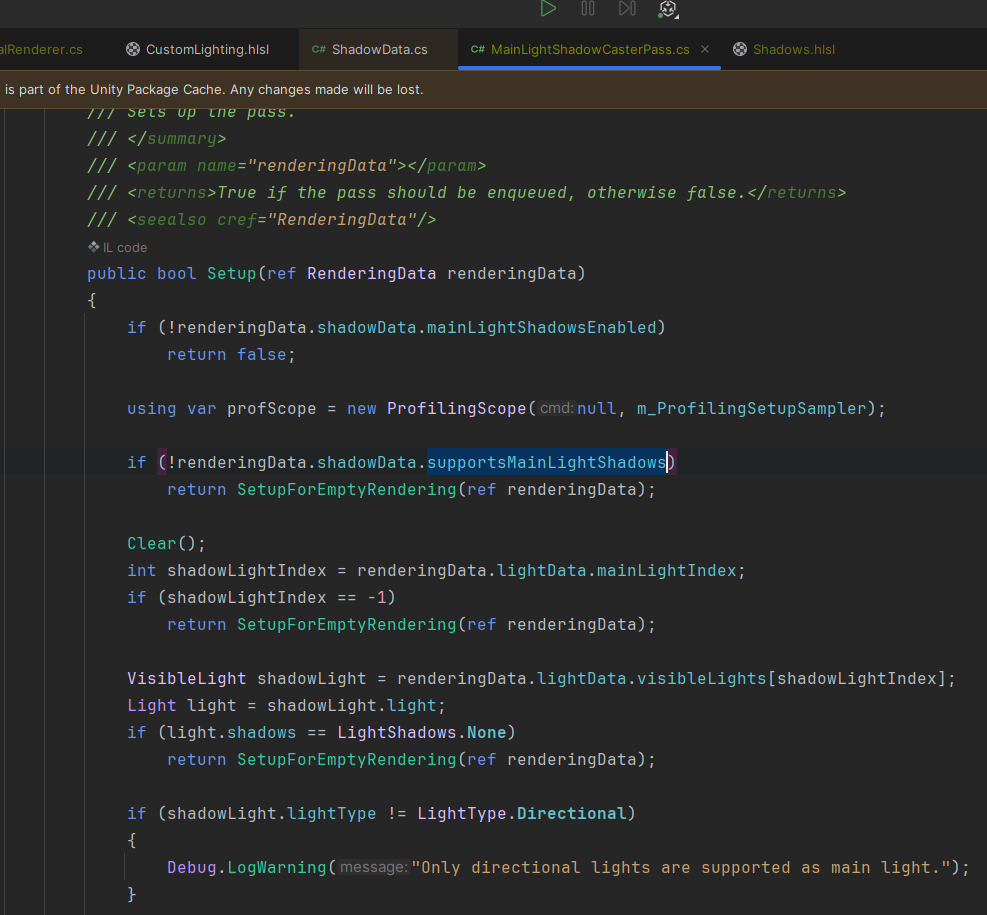 alRenderer.cs CustomLighting.hlsl C# ShadowData.cs C# MainLightShadowCasterPass.cs × Shadows.hlsl
is part of the Unity Package Cache. Any changes made will be lost.
/// Sets up the pass.
/// </summary>
/// <param name="renderingData"></param>
/// <returns>True if the pass should be enqueued, otherwise false.</returns>
/// <seealso cref="RenderingData"/>
IL code
public bool Setup(ref RenderingData renderingData)
{
if (!renderingData.shadowData.mainLightShadowsEnabled)
return false;
using var profScope = new ProfilingScope(cmd:null, m_ProfilingSetupSampler);
if (!renderingData.shadowData.supportsMainLightShadows)
return SetupForEmptyRendering(ref renderingData);
Clear();
int shadowLightIndex = renderingData.lightData.mainLightIndex;
if (shadowLightIndex == -1)
return SetupForEmptyRendering(ref renderingData);
VisibleLight shadowLight = renderingData.lightData.visibleLights[shadowLightIndex];
Light light = shadowLight.light;
if (light.shadows == LightShadows.None)
return SetupForEmptyRendering(ref renderingData);
if (shadowLight.lightType != LightType.Directional)
{
Debug.LogWarning(message:"Only directional lights are supported as main light.");
}